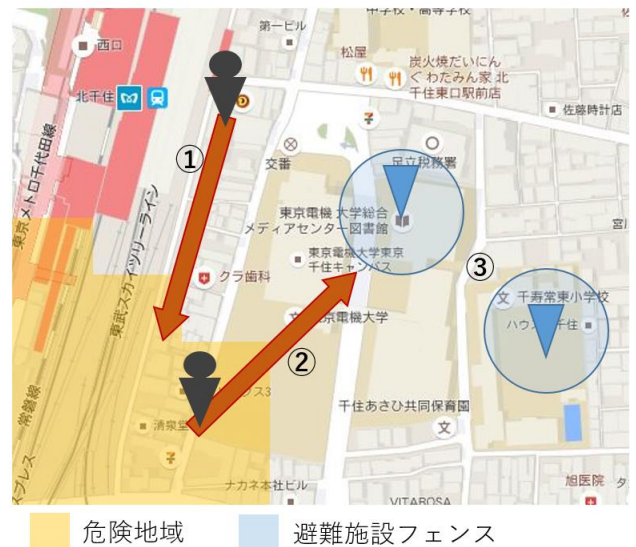 中学校・高等学校
第一ビル
西口
松屋
炭火焼だいにん
ぐ わたみん家 北
千住東口駅前店
北千住
佐藤時計店
①
交番
足立税務署
東京メトロ千代田線
東武スカイツリーライン
東京電機 大学総合
メディアセンター図書館
東京電機大学東京
千住キャンパス
クラ歯科
③
千寿常東小学校
東京電機大学
②
千住
常磐線
清泉堂
千住あさひ共同保育園
ナカネ本社ビル
旭医院
VITAROSA
危険地域
避難施設フェンス